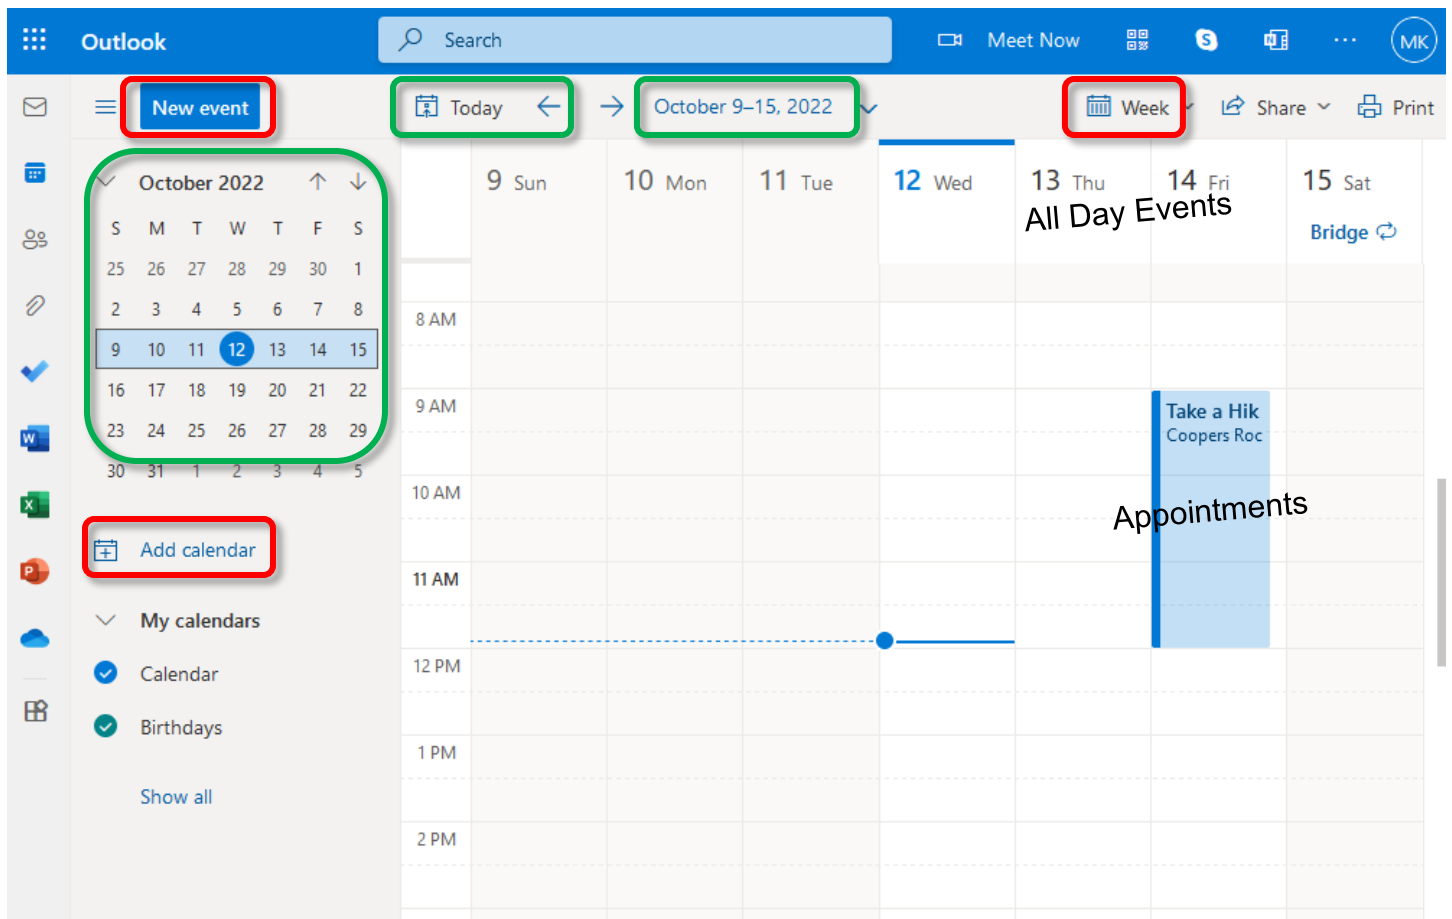 Outlook
Search
Meet Now
MK
New event
Today
October 9–15, 2022
Week
Share
Print
October 2022
S M T W T F S
25 26 27 28 29 30 1
2 3 4 5 6 7 8
9 10 11 12 13 14 15
16 17 18 19 20 21 22
23 24 25 26 27 28 29
30 31 1 2 3 4 5
Add calendar
My calendars
Calendar
Birthdays
Show all
9 Sun
10 Mon
11 Tue
12 Wed
13 Thu
14 Fri
15 Sat
All Day Events
Bridge
8 AM
9 AM
Take a Hik
Coopers Roc
10 AM
Appointments
11 AM
12 PM
1 PM
2 PM